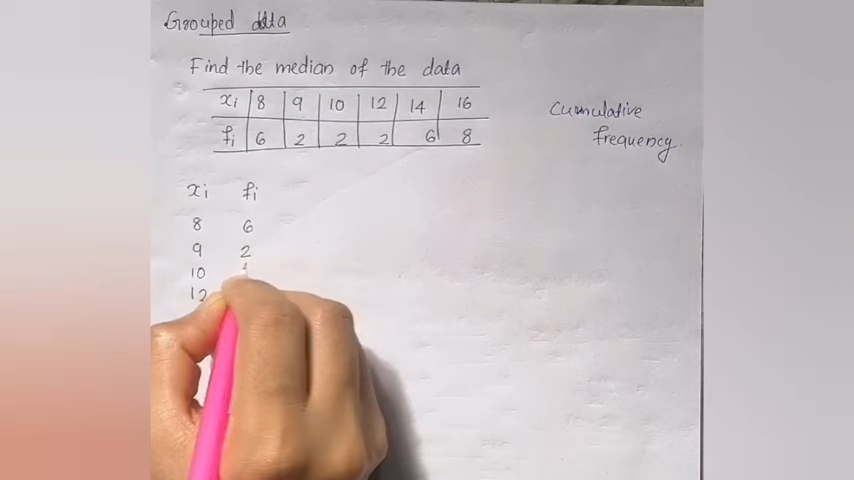 Grouped data
Find the median of the data
xi 8 9 10 12 14 16
fi 6 2 2 2 6 8
Cumulative
frequency.
xi fi
8 6
9 2
10
12